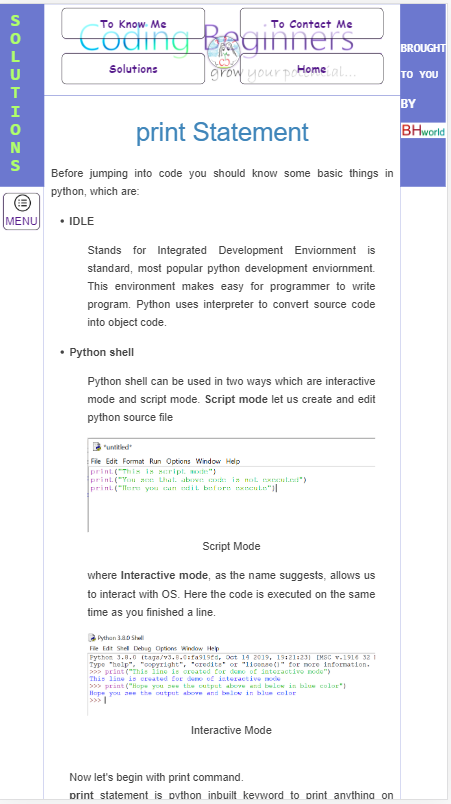 SOLUTIONS
To Know Me
To Contact Me
Coding Beginners
Solutions
Home
grow your potential...
BROUGHT
TO YOU
BY
BHworld
MENU
print Statement
Before jumping into code you should know some basic things in
python, which are:
• IDLE
Stands for Integrated Development Enviornment is
standard, most popular python development enviornment.
This environment makes easy for programmer to write
program. Python uses interpreter to convert source code
into object code.
• Python shell
Python shell can be used in two ways which are interactive
mode and script mode. Script mode let us create and edit
python source file
*untitled*
File Edit Format Run Options Window Help
print("This is script mode")
print("You see that above code is not executed")
print("Here you can edit before execute")
Script Mode
where Interactive mode, as the name suggests, allows us
to interact with OS. Here the code is executed on the same
time as you finished a line.
Python 3.8.0 Shell
File Edit Shell Debug Options Window Help
Python 3.8.0 (tags/v3.8.0:fa919fd, Oct 14 2019, 19:21:23) [MSC v.1916 32
Type "help", "copyright", "credits" or "license()" for more information.
>>> print("This line is created for demo of interactive mode")
This line is created for demo of interactive mode
>>> print("Hope you see the output above and below in blue color")
Hope you see the output above and below in blue color
>>>
Interactive Mode
Now let's begin with print command.
print statement is python inbuilt keyword to print anything on